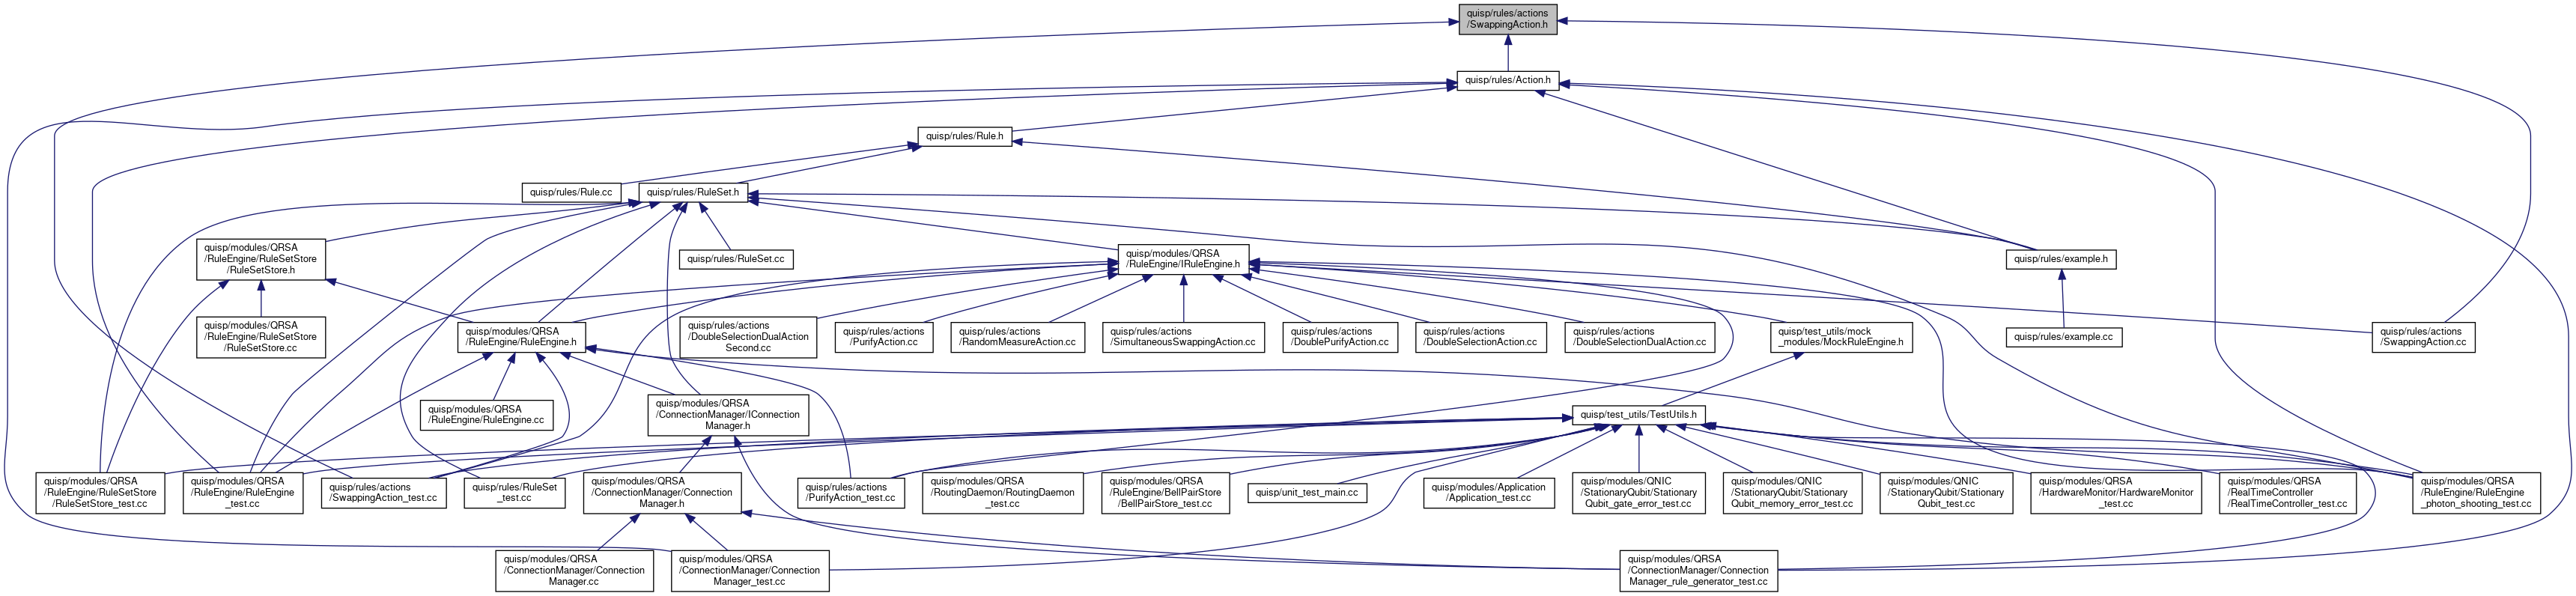 quisp/rules/actions
/SwappingAction.h
quisp/rules/Action.h
quisp/rules/Rule.h
quisp/rules/Rule.cc
quisp/rules/RuleSet.h
quisp/modules/QRSA
/RuleEngine/RuleSetStore
/RuleSetStore.h
quisp/rules/RuleSet.cc
quisp/modules/QRSA
/RuleEngine/IRuleEngine.h
quisp/rules/example.h
quisp/modules/QRSA
/RuleEngine/RuleSetStore
/RuleSetStore.cc
quisp/modules/QRSA
/RuleEngine/RuleEngine.h
quisp/rules/actions
/DoubleSelectionDualAction
Second.cc
quisp/rules/actions
/PurifyAction.cc
quisp/rules/actions
/RandomMeasureAction.cc
quisp/rules/actions
/SimultaneousSwappingAction.cc
quisp/rules/actions
/DoublePurifyAction.cc
quisp/rules/actions
/DoubleSelectionAction.cc
quisp/rules/actions
/DoubleSelectionDualAction.cc
quisp/test_utils/mock
_modules/MockRuleEngine.h
quisp/rules/example.cc
quisp/rules/actions
/SwappingAction.cc
quisp/modules/QRSA
/RuleEngine/RuleEngine.cc
quisp/modules/QRSA
/ConnectionManager/IConnection
Manager.h
quisp/test_utils/TestUtils.h
quisp/modules/QRSA
/RuleEngine/RuleSetStore
/RuleSetStore_test.cc
quisp/modules/QRSA
/RuleEngine/RuleEngine
_test.cc
quisp/rules/actions
/SwappingAction_test.cc
quisp/rules/RuleSet
_test.cc
quisp/modules/QRSA
/ConnectionManager/Connection
Manager.h
quisp/rules/actions
/PurifyAction_test.cc
quisp/modules/QRSA
/RoutingDaemon/RoutingDaemon
_test.cc
quisp/modules/QRSA
/RuleEngine/BellPairStore
/BellPairStore_test.cc
quisp/unit_test_main.cc
quisp/modules/Application
/Application_test.cc
quisp/modules/QNIC
/StationaryQubit/Stationary
Qubit_gate_error_test.cc
quisp/modules/QNIC
/StationaryQubit/Stationary
Qubit_memory_error_test.cc
quisp/modules/QNIC
/StationaryQubit/Stationary
Qubit_test.cc
quisp/modules/QRSA
/HardwareMonitor/HardwareMonitor
_test.cc
quisp/modules/QRSA
/RealTimeController
/RealTimeController_test.cc
quisp/modules/QRSA
/RuleEngine/RuleEngine
_photon_shooting_test.cc
quisp/modules/QRSA
/ConnectionManager/Connection
Manager.cc
quisp/modules/QRSA
/ConnectionManager/Connection
Manager_test.cc
quisp/modules/QRSA
/ConnectionManager/Connection
Manager_rule_generator_test.cc